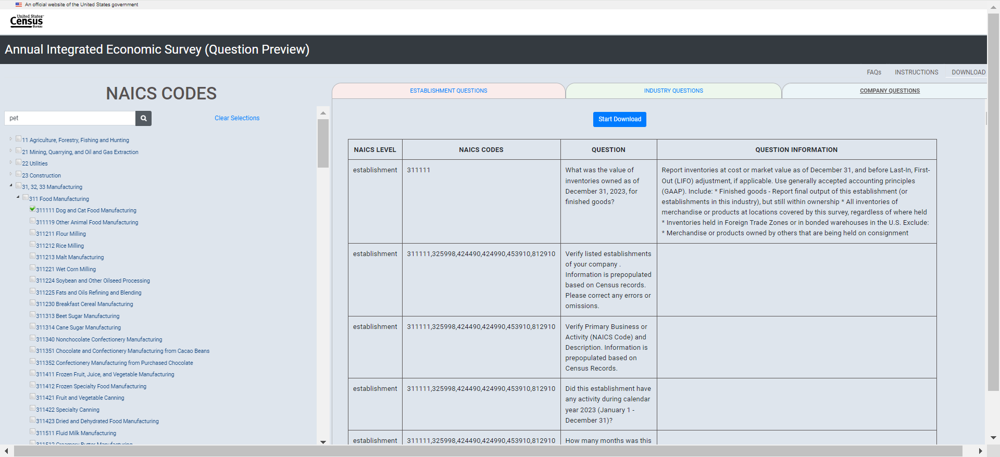 An official website of the United States government
United States®
Census
Bureau
Annual Integrated Economic Survey (Question Preview)
FAQs INSTRUCTIONS DOWNLOAD
NAICS CODES
pet
Clear Selections
11 Agriculture, Forestry, Fishing and Hunting
21 Mining, Quarrying, and Oil and Gas Extraction
22 Utilities
23 Construction
31, 32, 33 Manufacturing
311 Food Manufacturing
311111 Dog and Cat Food Manufacturing
311119 Other Animal Food Manufacturing
311211 Flour Milling
311212 Rice Milling
311213 Malt Manufacturing
311221 Wet Corn Milling
311224 Soybean and Other Oilseed Processing
311225 Fats and Oils Refining and Blending
311230 Breakfast Cereal Manufacturing
311313 Beet Sugar Manufacturing
311314 Cane Sugar Manufacturing
311340 Nonchocolate Confectionery Manufacturing
311351 Chocolate and Confectionery Manufacturing from Cacao Beans
311352 Confectionery Manufacturing from Purchased Chocolate
311411 Frozen Fruit, Juice, and Vegetable Manufacturing
311412 Frozen Specialty Food Manufacturing
311421 Fruit and Vegetable Canning
311422 Specialty Canning
311423 Dried and Dehydrated Food Manufacturing
311511 Fluid Milk Manufacturing
311512 Creamery Butter Manufacturing
ESTABLISHMENT QUESTIONS INDUSTRY QUESTIONS COMPANY QUESTIONS
Start Download
NAICS LEVEL NAICS CODES QUESTION QUESTION INFORMATION
establishment 311111
What was the value of
inventories owned as of
December 31, 2023, for
finished goods?
Report inventories at cost or market value as of December 31, and before Last-In, First-
Out (LIFO) adjustment, if applicable. Use generally accepted accounting principles
(GAAP). Include: * Finished goods - Report final output of this establishment (or
establishments in this industry), but still within ownership * All inventories of
merchandise or products at locations covered by this survey, regardless of where held
* Inventories held in Foreign Trade Zones or in bonded warehouses in the U.S. Exclude:
* Merchandise or products owned by others that are being held on consignment
establishment 311111,325998,424490,424990,453910,812910
Verify listed establishments
of your company .
Information is prepopulated
based on Census records.
Please correct any errors or
omissions.
establishment 311111,325998,424490,424990,453910,812910
Verify Primary Business or
Activity (NAICS Code) and
Description. Information is
prepopulated based on
Census Records.
establishment 311111,325998,424490,424990,453910,812910
Did this establishment have
any activity during calendar
year 2023 (January 1 -
December 31)?
establishment 311111,325998,424490,424990,453910,812910
How many months was this